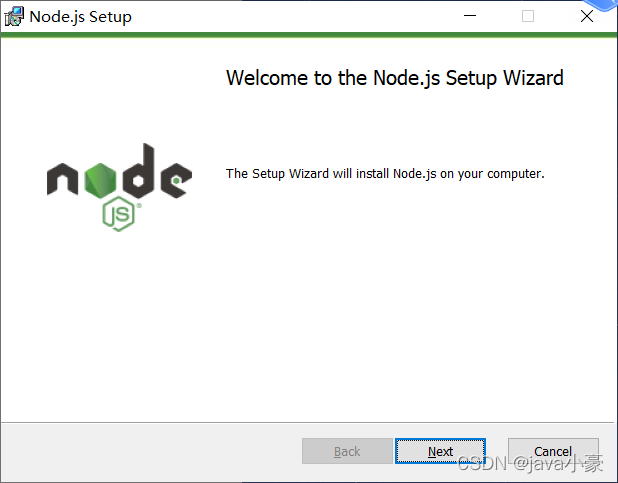 Node.js Setup
Welcome to the Node.js Setup Wizard
node
JS
The Setup Wizard will install Node.js on your computer.
Back
Next
Cancel
CSDN @java小豪